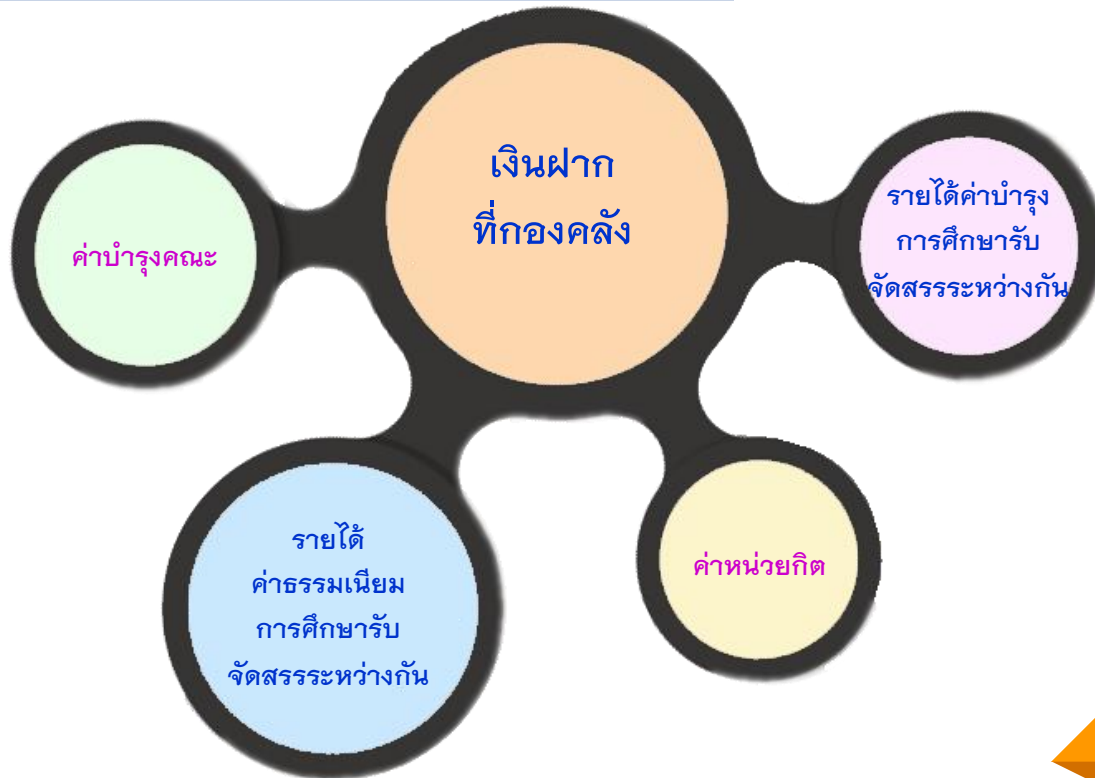 เงินฝาก
ที่กองคลัง
ค่าบำรุงคณะ
รายได้ค่าบำรุง
การศึกษารับ
จัดสรรระหว่างกัน
รายได้
ค่าธรรมเนียม
การศึกษารับ
จัดสรรระหว่างกัน
ค่าหน่วยกิต